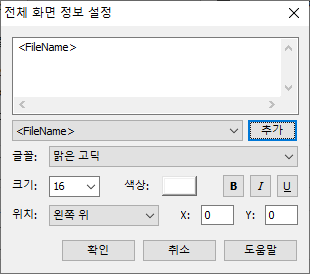 전체 화면 정보 설정
<FileName>
<FileName> 추가
글꼴: 맑은 고딕
크기: 16 색상: B I U
위치: 왼쪽 위 X: 0 Y: 0
확인 취소 도움말